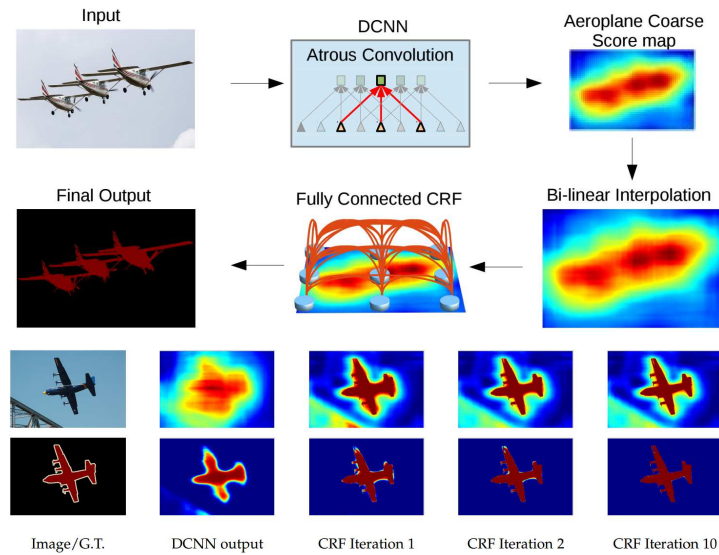 Input
DCNN
Aeroplane Coarse
Score map
Atrous Convolution
Final Output
Fully Connected CRF
Bi-linear Interpolation
Image/G.T.
DCNN output
CRF Iteration 1
CRF Iteration 2
CRF Iteration 10